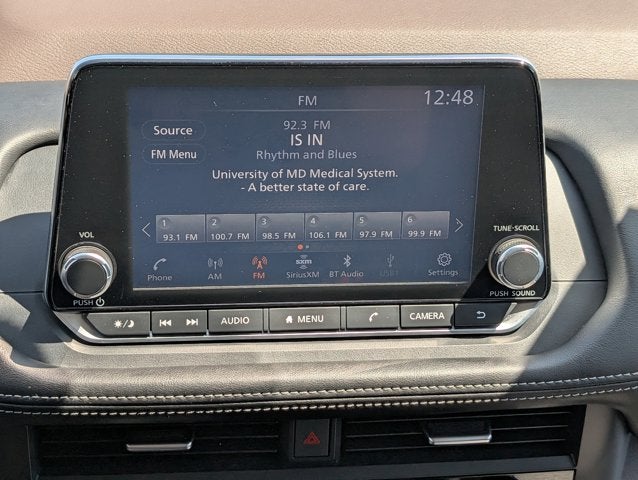 FM 12:48
92.3 FM
Source IS IN
FM Menu Rhythm and Blues
University of MD Medical System.
- A better state of care.
1 2 3 4 5 6
93.1 FM 100.7 FM 98.5 FM 106.1 FM 97.9 FM 99.9 FM
VOL TUNE·SCROLL
sxm
Phone AM FM SiriusXM BT Audio USB1 Settings
PUSH PUSH SOUND
AUDIO MENU CAMERA